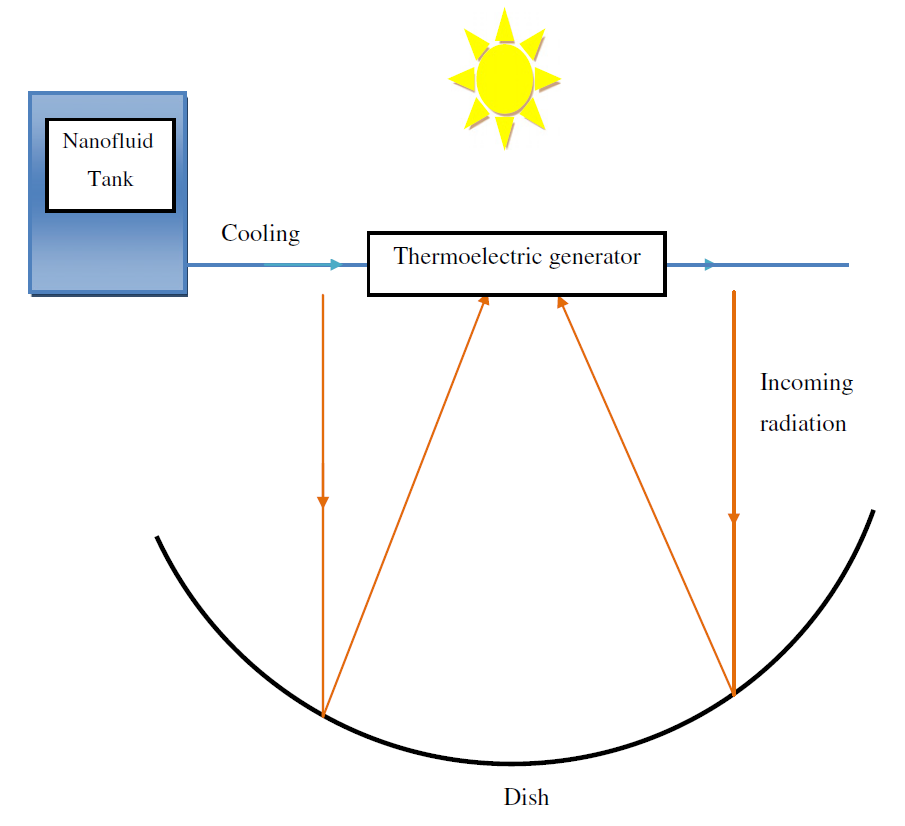 Nanofluid
Tank
Cooling
Thermoelectric generator
Incoming
radiation
Dish